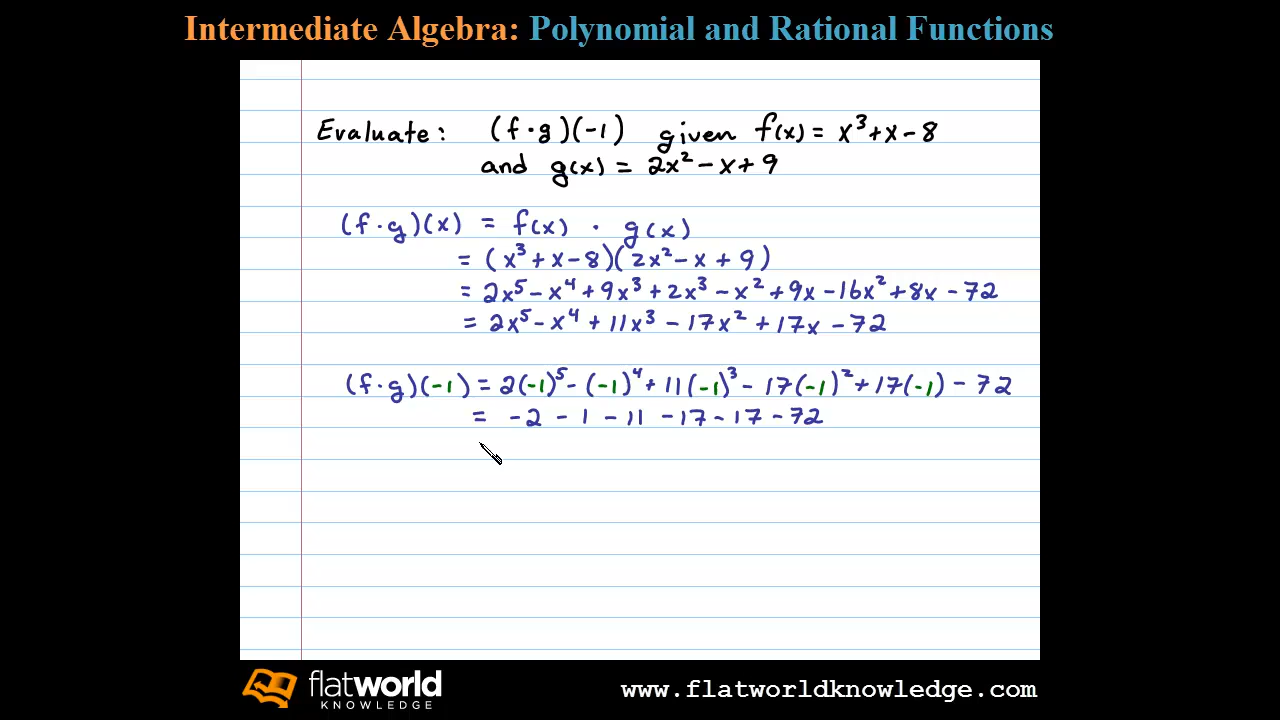 Intermediate Algebra: Polynomial and Rational Functions
Evaluate: (f·g)(-1) given f(x) = x³+x-8
and g(x) = 2x²-x+9
(f·g)(x) = f(x) · g(x)
= (x³+x-8)(2x²-x+9)
= 2x⁵-x⁴+9x³+2x³-x²+9x-16x²+8x-72
= 2x⁵-x⁴+11x³-17x²+17x-72
(f·g)(-1) = 2(-1)⁵-(-1)⁴+11(-1)³-17(-1)²+17(-1)-72
= -2-1-11-17-17-72
flatworld
KNOWLEDGE
www.flatworldknowledge.com